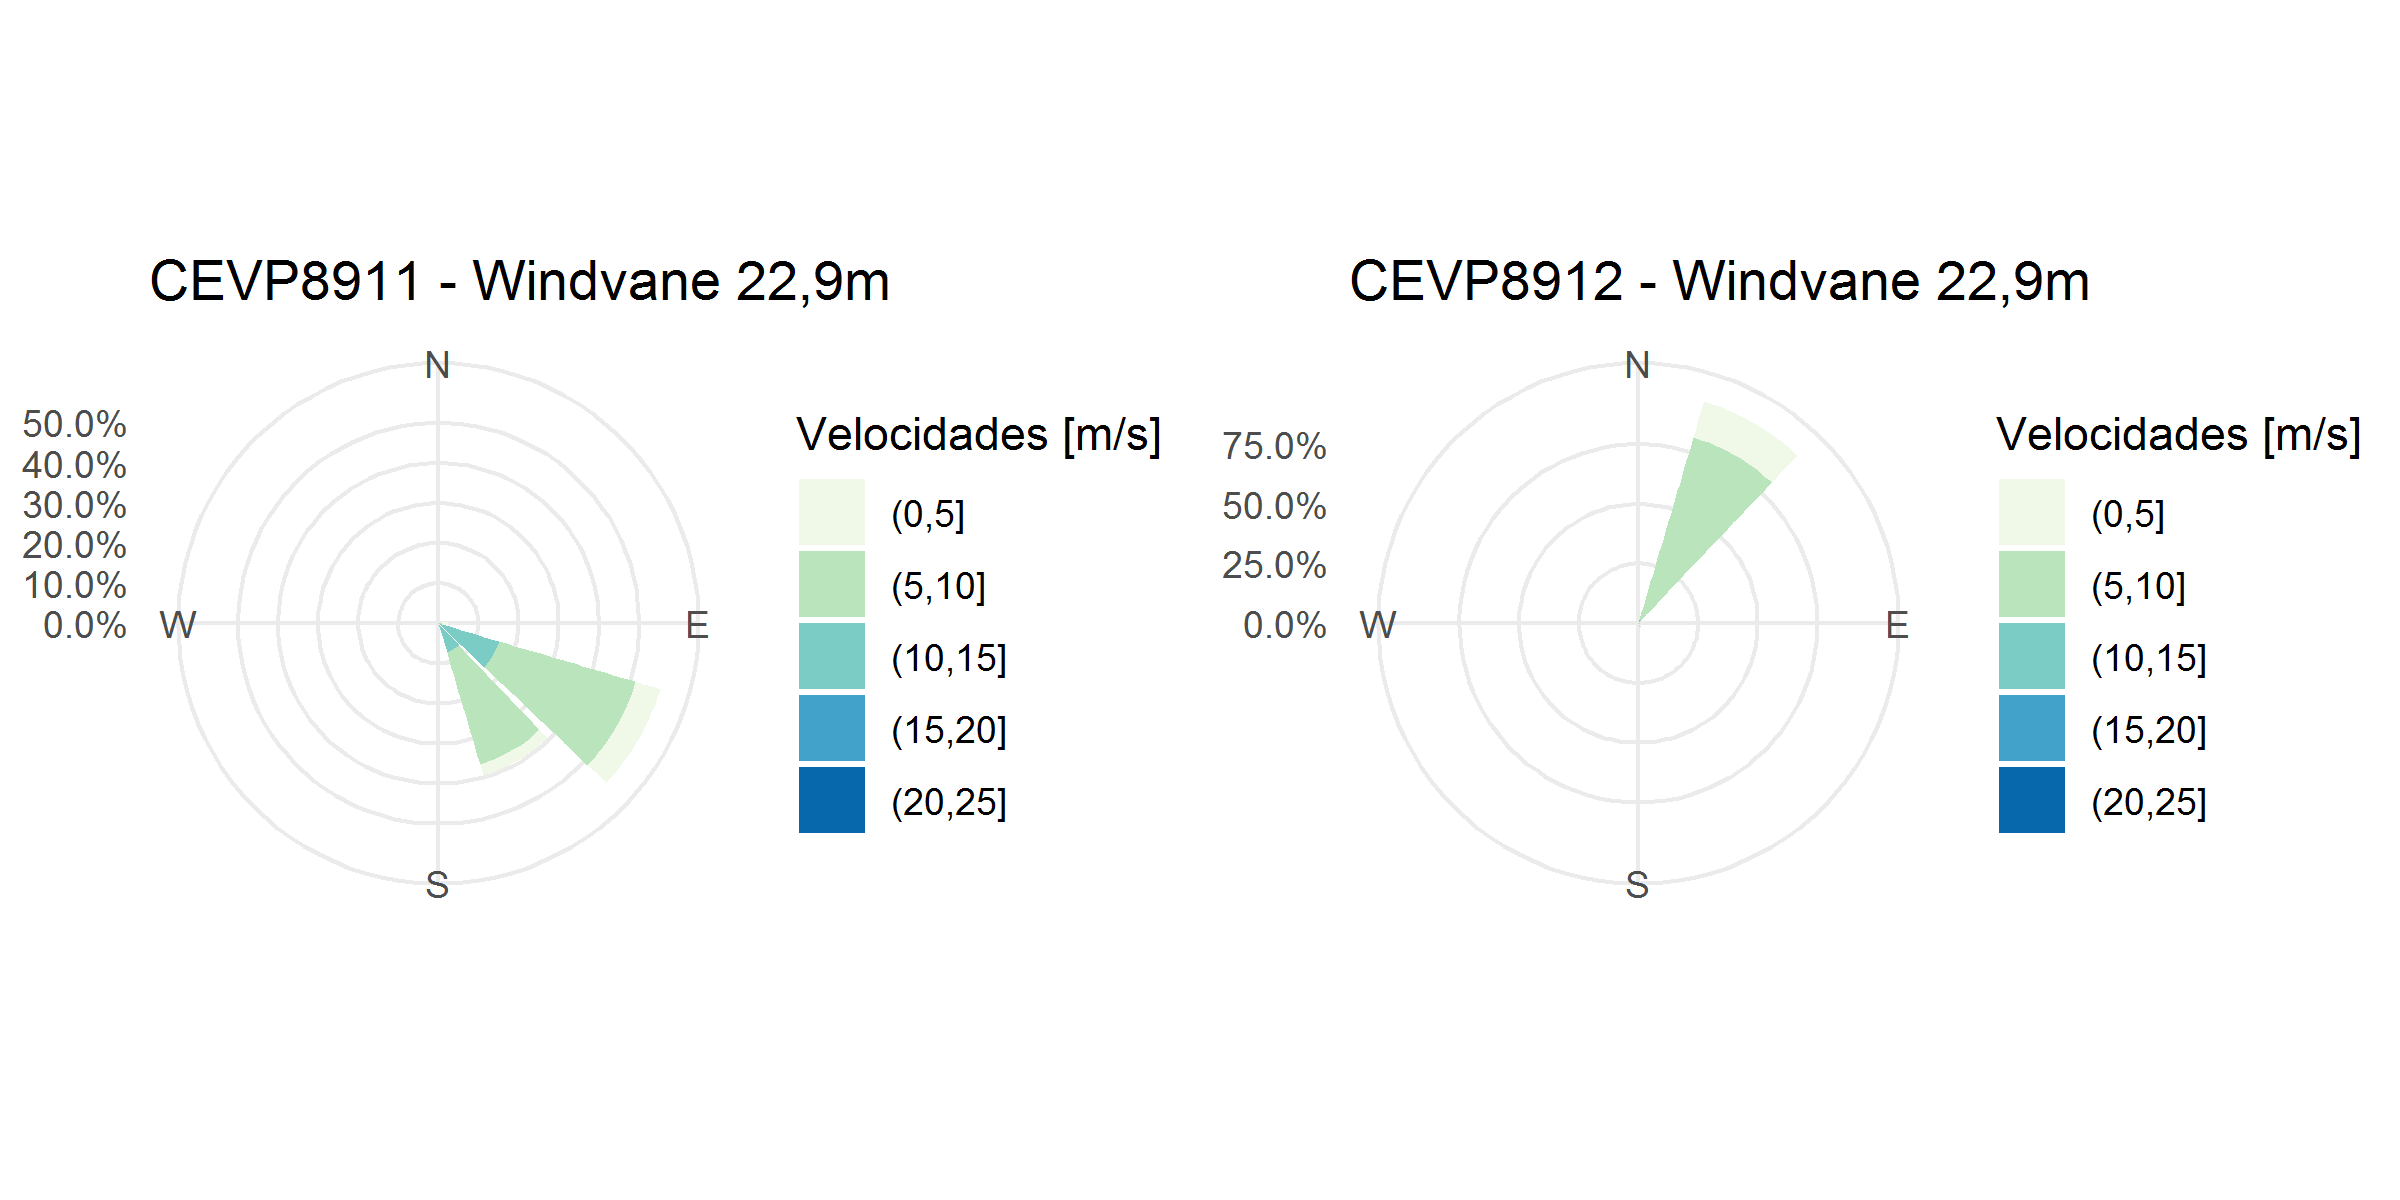 CEVP8911 - Windvane 22,9m
N
50.0%
40.0%
30.0%
20.0%
10.0%
0.0%
W
E
S
Velocidades [m/s]
(0,5]
(5,10]
(10,15]
(15,20]
(20,25]
CEVP8912 - Windvane 22,9m
N
75.0%
50.0%
25.0%
0.0%
W
E
S
Velocidades [m/s]
(0,5]
(5,10]
(10,15]
(15,20]
(20,25]